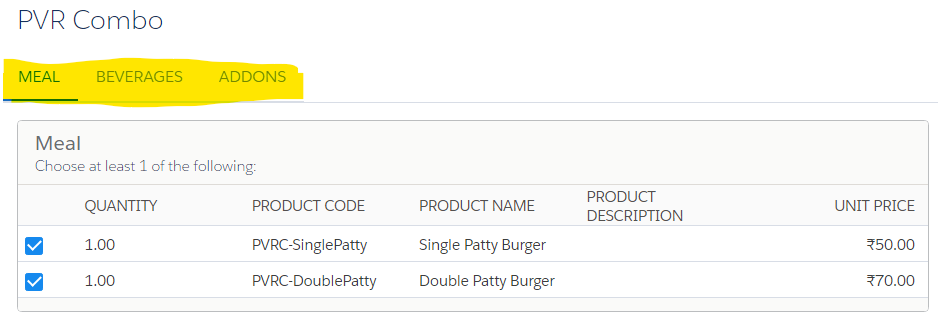 PVR Combo
MEAL BEVERAGES ADDONS
Meal
Choose at least 1 of the following:
QUANTITY PRODUCT CODE PRODUCT NAME PRODUCT DESCRIPTION UNIT PRICE
1.00 PVRC-SinglePatty Single Patty Burger ₹50.00
1.00 PVRC-DoublePatty Double Patty Burger ₹70.00